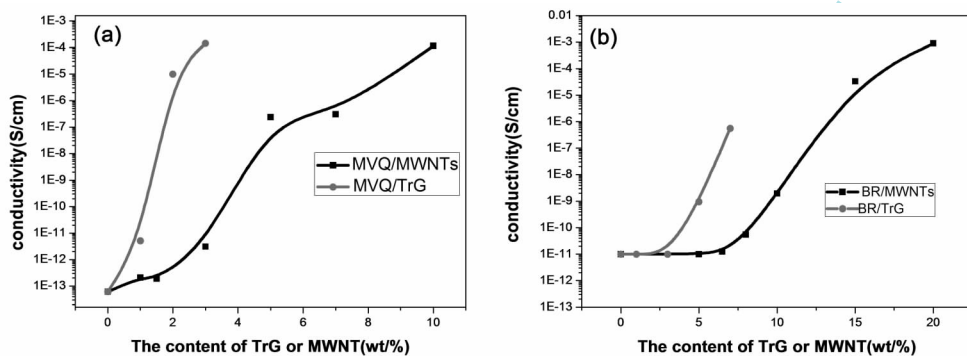 (a)
conductivity(S/cm)
1E-3
1E-4
1E-5
1E-6
1E-7
1E-8
1E-9
1E-10
1E-11
1E-12
1E-13
MVQ/MWNTs
MVQ/TrG
0 2 4 6 8 10
The content of TrG or MWNT(wt/%)
(b)
conductivity(S/cm)
0.01
1E-3
1E-4
1E-5
1E-6
1E-7
1E-8
1E-9
1E-10
1E-11
1E-12
1E-13
BR/MWNTs
BR/TrG
0 5 10 15 20
The content of TrG or MWNT(wt/%)